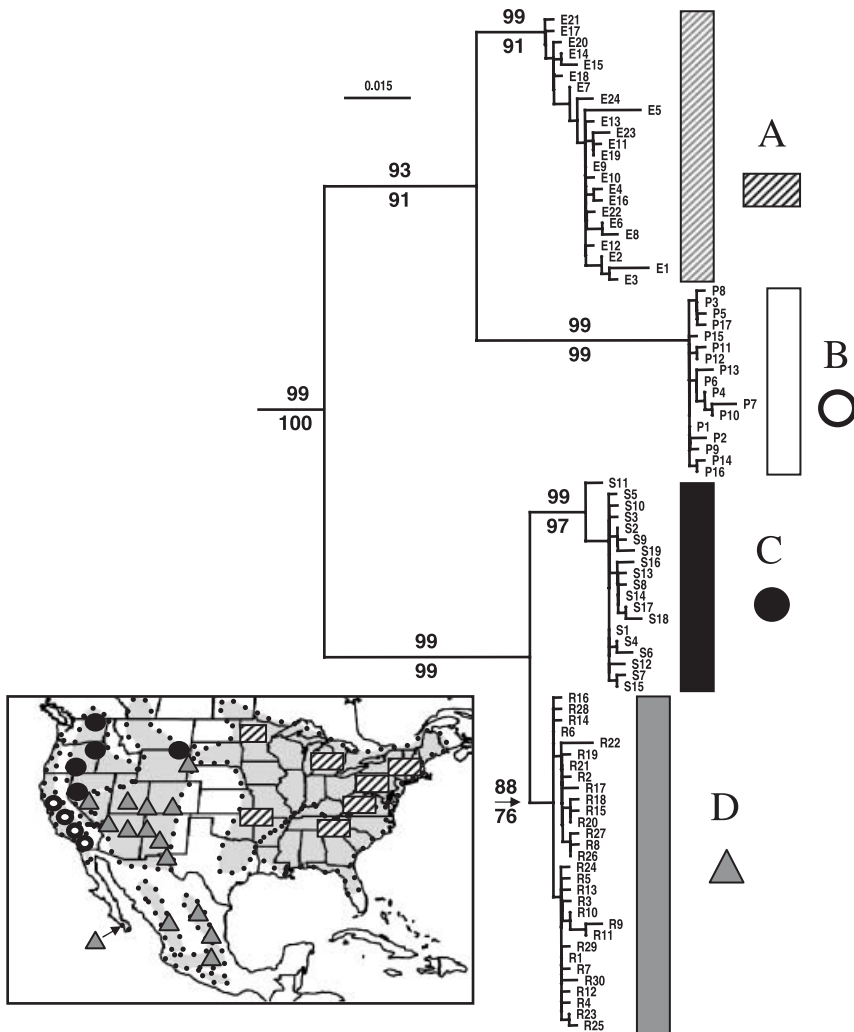 99
91
E21
E17
E20
E14
E15
E18
E7
E24
E5
E13
E23
E11
E19
E9
E10
E4
E16
E22
E6
E8
E12
E2
E1
E3
0.015
A
93
91
P8
P3
P5
P17
P15
P11
P12
P13
P6
P4
P7
P10
P1
P2
P9
P14
P16
99
99
B
99
100
S11
S5
S10
S3
S2
S9
S19
S16
S13
S8
S14
S17
S18
S1
S4
S6
S12
S7
S15
99
97
C
99
99
R16
R28
R14
R6
R22
R19
R21
R2
R17
R18
R15
R20
R27
R8
R26
R24
R5
R13
R3
R10
R9
R11
R29
R1
R7
R30
R12
R4
R23
R25
88
76
D